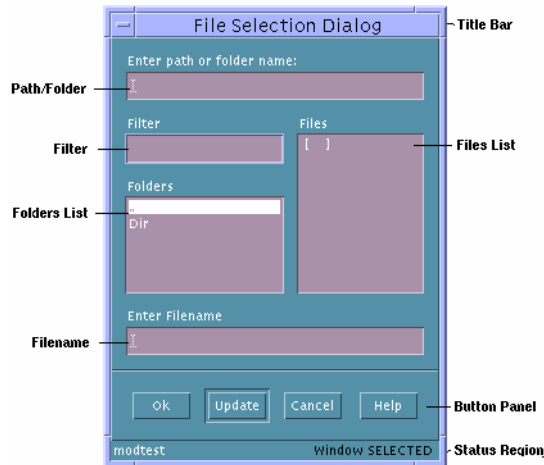 File Selection Dialog
Title Bar
Enter path or folder name:
Path/Folder
Filter
Files
Filter
[ ]
Files List
Folders
Folders List
..
Dir
Enter Filename
Filename
Ok
Update
Cancel
Help
Button Panel
modtest
Window SELECTED
Status Region